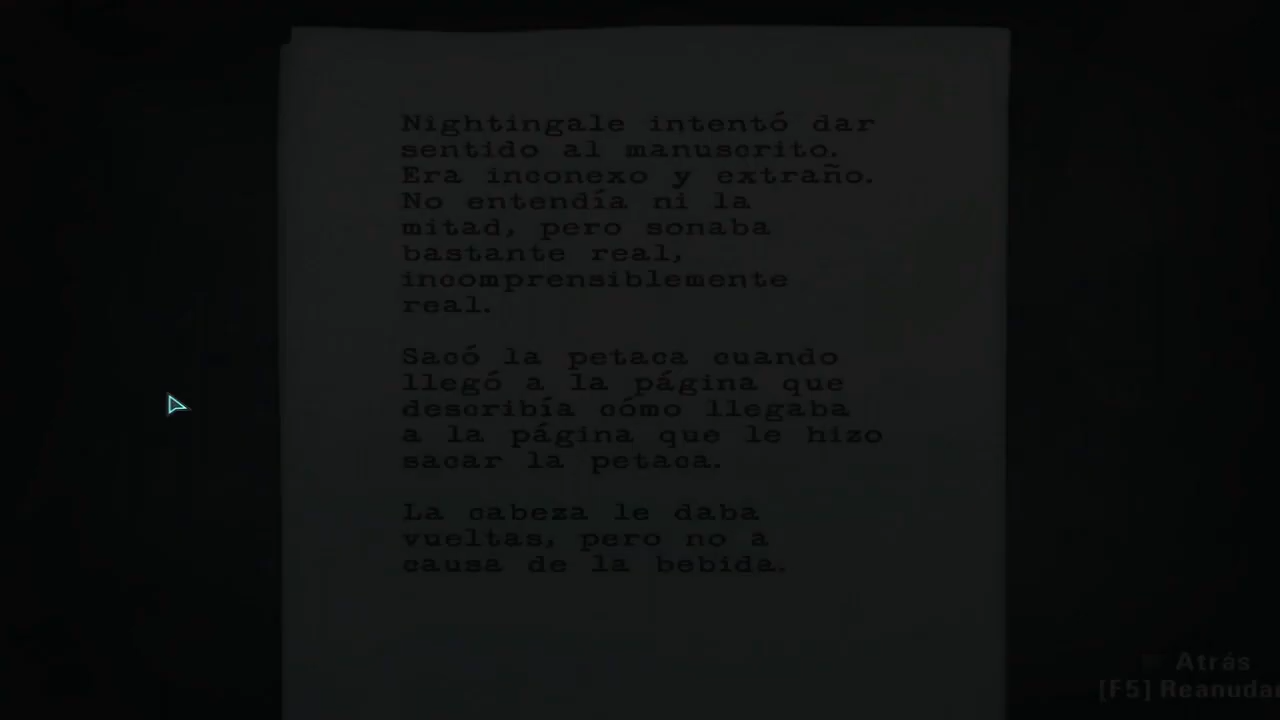 Nightingale intentó dar
sentido al manuscrito.
Era inconexo y extraño.
No entendía ni la
mitad, pero sonaba
bastante real,
incomprensiblemente
real.
Sacó la petaca cuando
llegó a la página que
describía cómo llegaba
a la página que le hizo
sacar la petaca.
La cabeza le daba
vueltas, pero no a
causa de la bebida.
Atrás
[F5] Reanudar